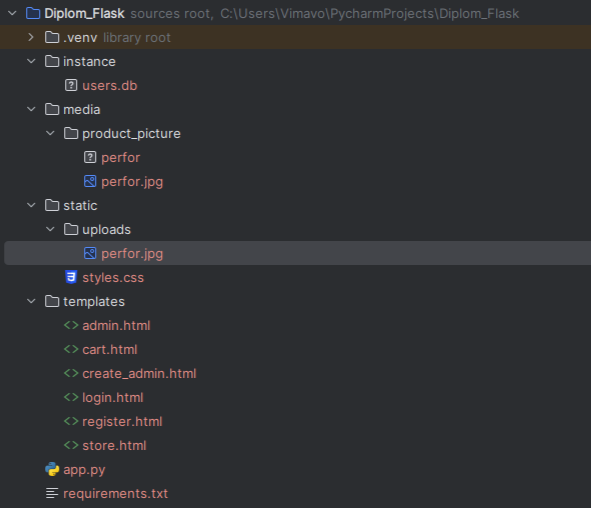 Diplom_Flask sources root, C:\Users\Vimavo\PycharmProjects\Diplom_Flask
.venv library root
instance
users.db
media
product_picture
perfor
perfor.jpg
static
uploads
perfor.jpg
styles.css
templates
admin.html
cart.html
create_admin.html
login.html
register.html
store.html
app.py
requirements.txt